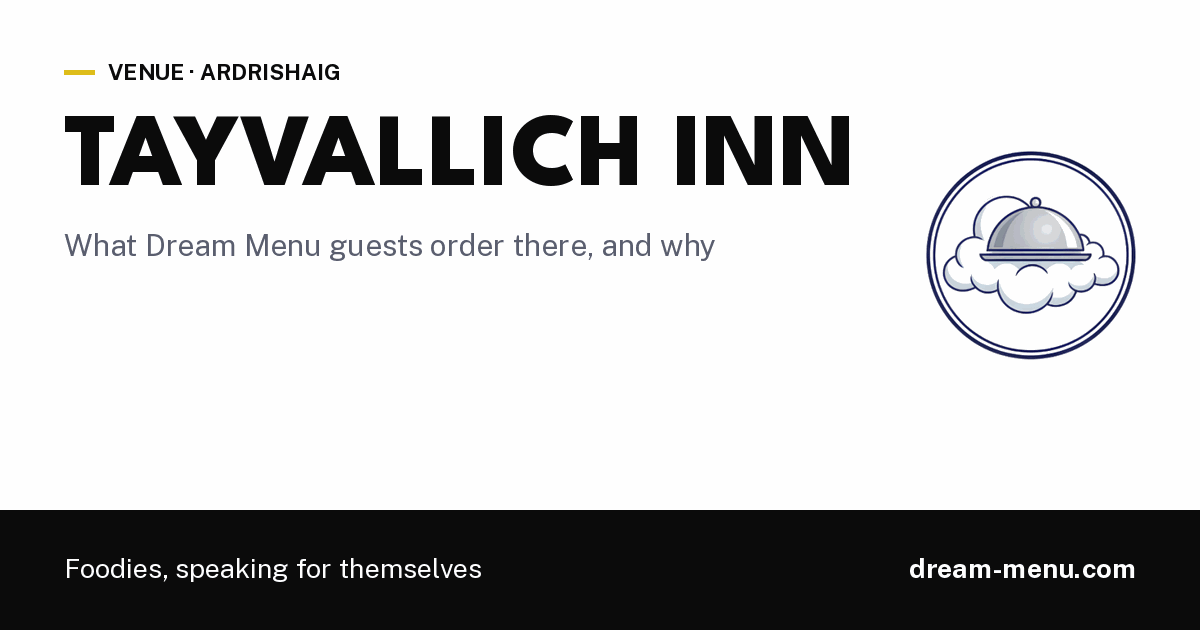 VENUE · ARDRISHAIG
TAYVALLICH INN
What Dream Menu guests order there, and why
Foodies, speaking for themselves
dream-menu.com